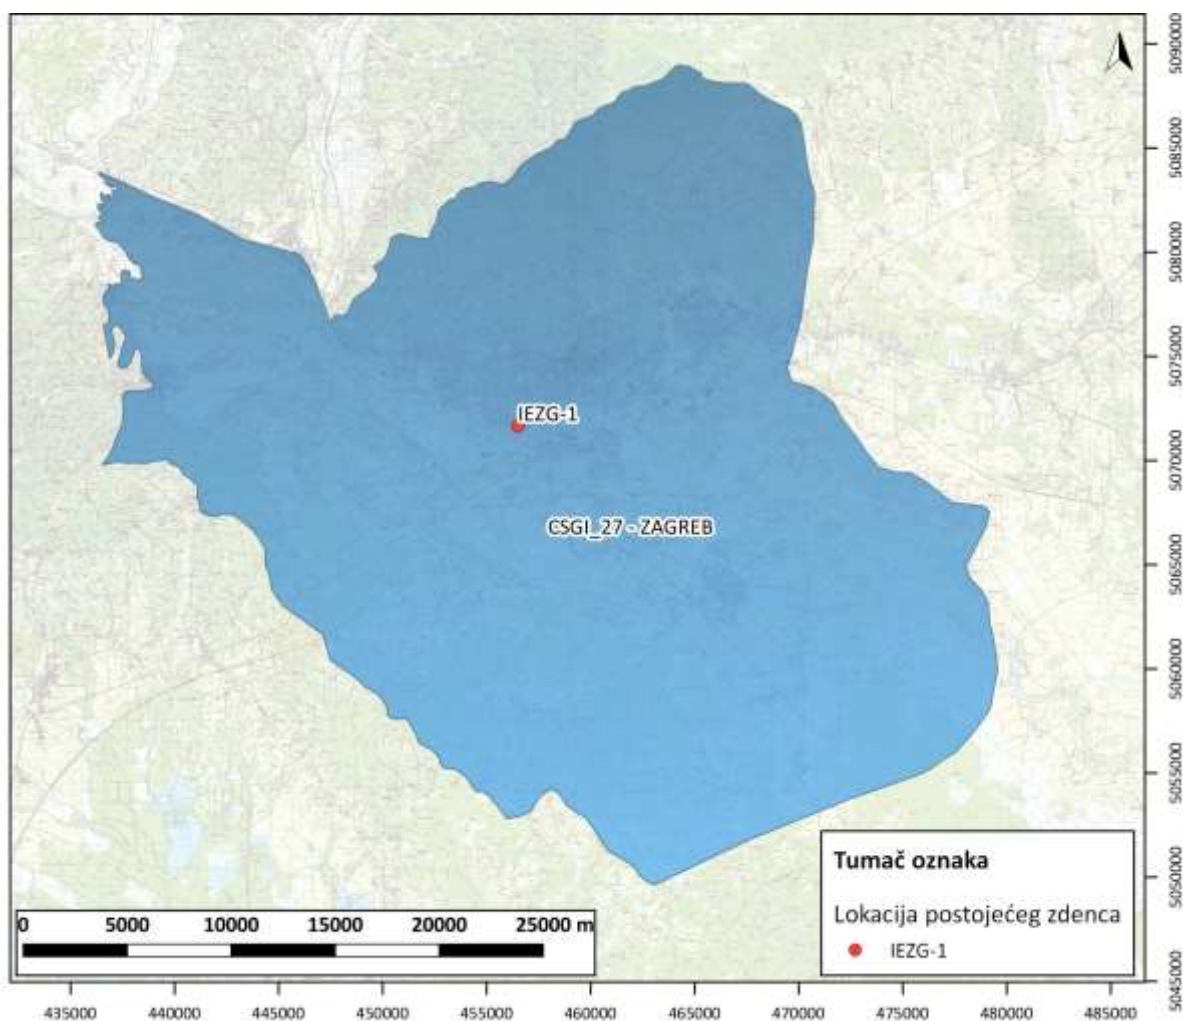 5090000
5085000
5080000
5075000
5070000
5065000
5060000
5055000
5050000
5045000
IEZG-1
CSGI_27 - ZAGREB
Tumač oznaka
Lokacija postojećeg zdenca
IEZG-1
0 5000 10000 15000 20000 25000 m
435000 440000 445000 450000 455000 460000 465000 470000 475000 480000 485000